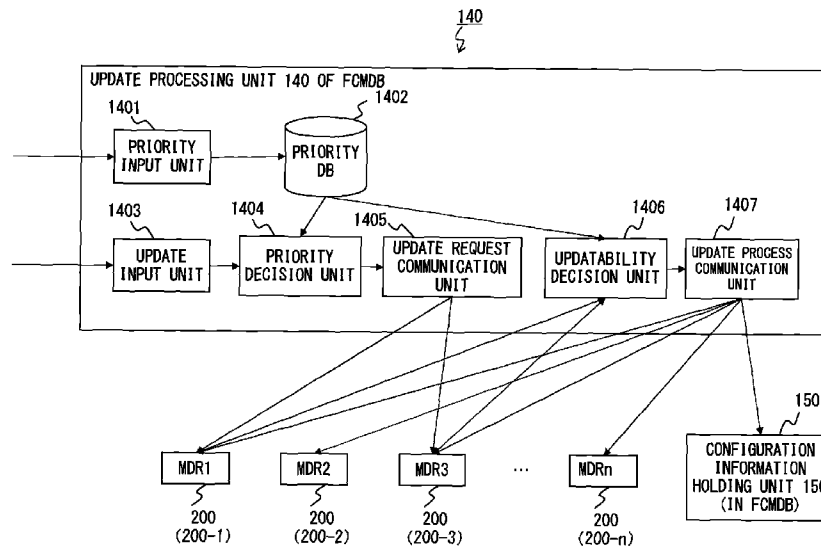 140
UPDATE PROCESSING UNIT 140 OF FCMDB
1401
1402
PRIORITY
INPUT UNIT
PRIORITY
DB
1403
1404
1405
1406
1407
UPDATE
INPUT UNIT
PRIORITY
DECISION UNIT
UPDATE REQUEST
COMMUNICATION
UNIT
UPDATABILITY
DECISION UNIT
UPDATE PROCESS
COMMUNICATION
UNIT
150
MDR1
MDR2
MDR3
...
MDRn
CONFIGURATION
INFORMATION
HOLDING UNIT 150
(IN FCMDB)
200
(200-1)
200
(200-2)
200
(200-3)
200
(200-n)